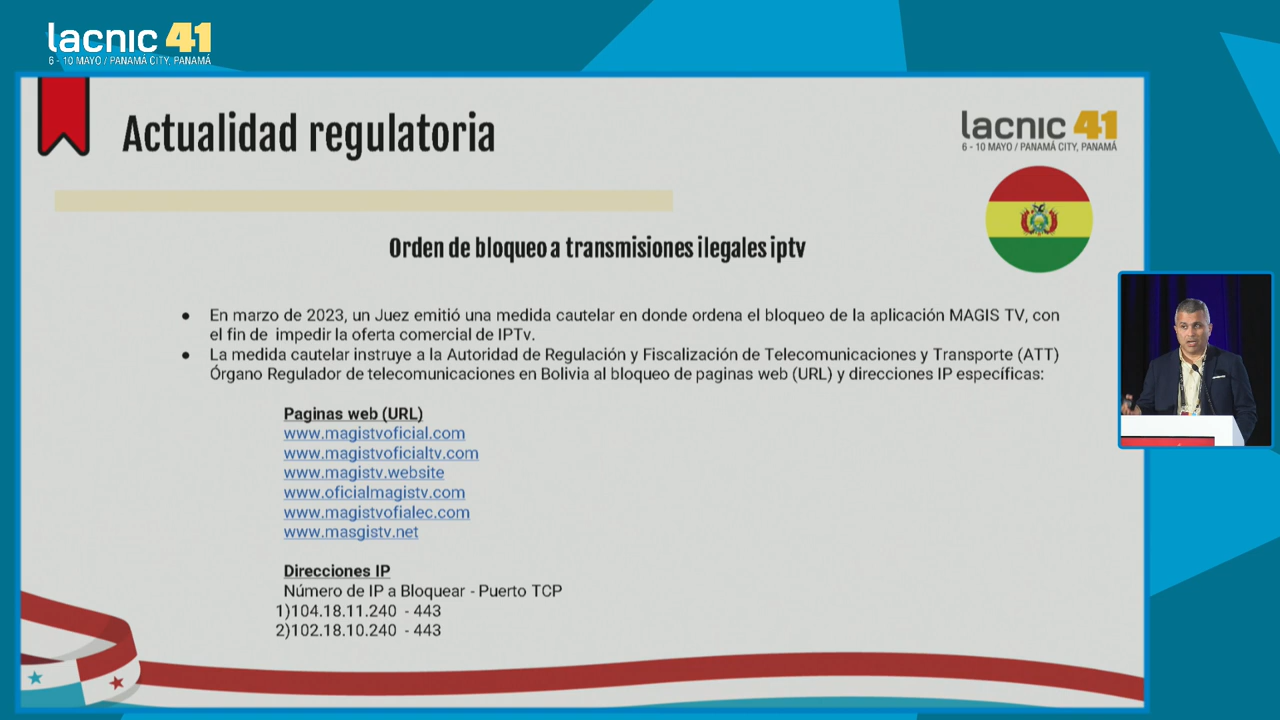 lacnic 41
6 - 10 MAYO / PANAMÁ CITY, PANAMÁ
Actualidad regulatoria
lacnic 41
6 - 10 MAYO / PANAMÁ CITY, PANAMÁ
Orden de bloqueo a transmisiones ilegales iptv
● En marzo de 2023, un Juez emitió una medida cautelar en donde ordena el bloqueo de la aplicación MAGIS TV, con
el fin de impedir la oferta comercial de IPTv.
● La medida cautelar instruye a la Autoridad de Regulación y Fiscalización de Telecomunicaciones y Transporte (ATT)
Órgano Regulador de telecomunicaciones en Bolivia al bloqueo de paginas web (URL) y direcciones IP específicas:
Paginas web (URL)
www.magistvoficial.com
www.magistvoficialtv.com
www.magistv.website
www.oficialmagistv.com
www.magistvofialec.com
www.masgistv.net
Direcciones IP
Número de IP a Bloquear - Puerto TCP
1)104.18.11.240 - 443
2)102.18.10.240 - 443